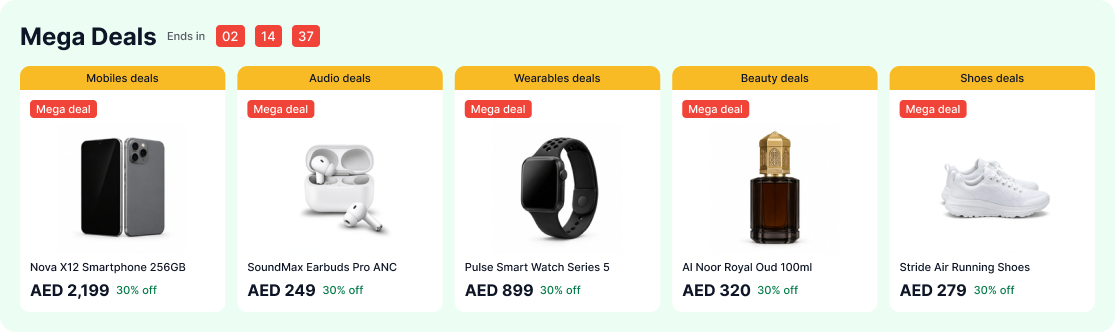 Mega Deals Ends in 02 14 37
Mobiles deals
Mega deal
Nova X12 Smartphone 256GB
AED 2,199 30% off
Audio deals
Mega deal
SoundMax Earbuds Pro ANC
AED 249 30% off
Wearables deals
Mega deal
Pulse Smart Watch Series 5
AED 899 30% off
Beauty deals
Mega deal
Al Noor Royal Oud 100ml
AED 320 30% off
Shoes deals
Mega deal
Stride Air Running Shoes
AED 279 30% off